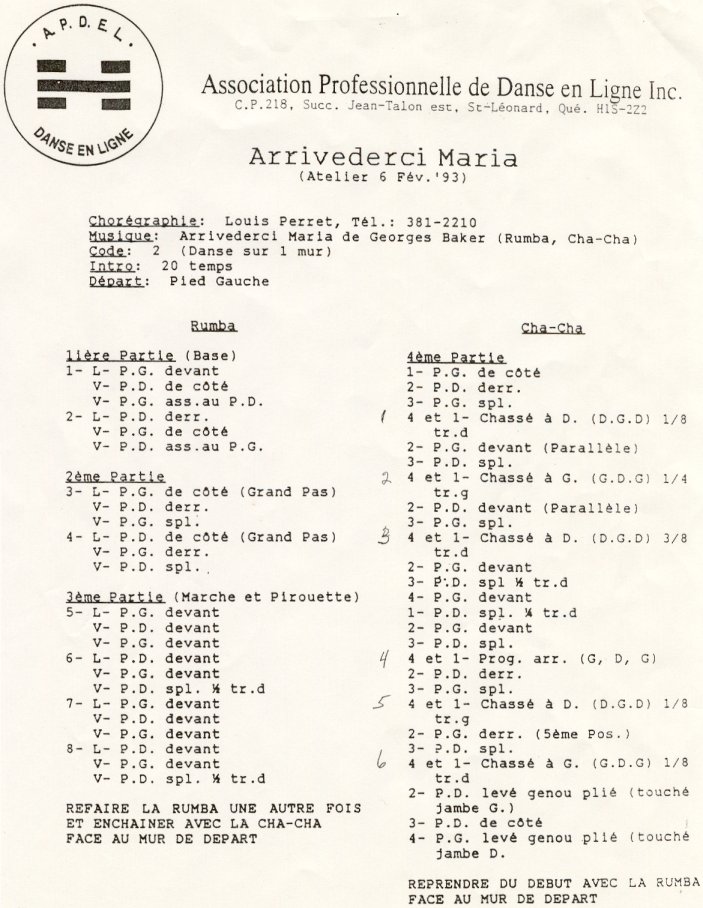 A.P.D.E.L.
DANSE EN LIGNE
Association Professionnelle de Danse en Ligne Inc.
C.P.218, Succ. Jean-Talon est, St-Léonard, Qué. H1S-2Z2
Arrivederci Maria
(Atelier 6 Fév.'93)
Chorégraphie: Louis Perret, Tél.: 381-2210
Musique: Arrivederci Maria de Georges Baker (Rumba, Cha-Cha)
Code: 2 (Danse sur 1 mur)
Intro: 20 temps
Départ: Pied Gauche
Rumba
1ière Partie (Base)
1- L- P.G. devant
V- P.D. de côté
V- P.G. ass.au P.D.
2- L- P.D. derr.
V- P.G. de côté
V- P.D. ass.au P.G.
2ème Partie
3- L- P.G. de côté (Grand Pas)
V- P.D. derr.
V- P.G. spl.
4- L- P.D. de côté (Grand Pas)
V- P.G. derr.
V- P.D. spl.
3ème Partie (Marche et Pirouette)
5- L- P.G. devant
V- P.D. devant
V- P.G. devant
6- L- P.D. devant
V- P.G. devant
V- P.D. spl. ½ tr.d
7- L- P.G. devant
V- P.D. devant
V- P.G. devant
8- L- P.D. devant
V- P.G. devant
V- P.D. spl. ½ tr.d
REFAIRE LA RUMBA UNE AUTRE FOIS
ET ENCHAINER AVEC LA CHA-CHA
FACE AU MUR DE DEPART
Cha-Cha
4ème Partie
1- P.G. de côté
2- P.D. derr.
3- P.G. spl.
1 4 et 1- Chassé à D. (D.G.D) 1/8
tr.d
2- P.G. devant (Parallèle)
3- P.D. spl.
2 4 et 1- Chassé à G. (G.D.G) 1/4
tr.g
2- P.D. devant (Parallèle)
3- P.G. spl.
3 4 et 1- Chassé à D. (D.G.D) 3/8
tr.d
2- P.G. devant
3- P.D. spl ½ tr.d
4- P.G. devant
1- P.D. spl. ¼ tr.d
2- P.G. devant
3- P.D. spl.
4 4 et 1- Prog. arr. (G, D, G)
2- P.D. derr.
3- P.G. spl.
5 4 et 1- Chassé à D. (D.G.D) 1/8
tr.g
2- P.G. derr. (5ème Pos.)
3- P.D. spl.
6 4 et 1- Chassé à G. (G.D.G) 1/8
tr.d
2- P.D. levé genou plié (touché
jambe G.)
3- P.D. de côté
4- P.G. levé genou plié (touché
jambe D.
REPRENDRE DU DEBUT AVEC LA RUMBA
FACE AU MUR DE DEPART